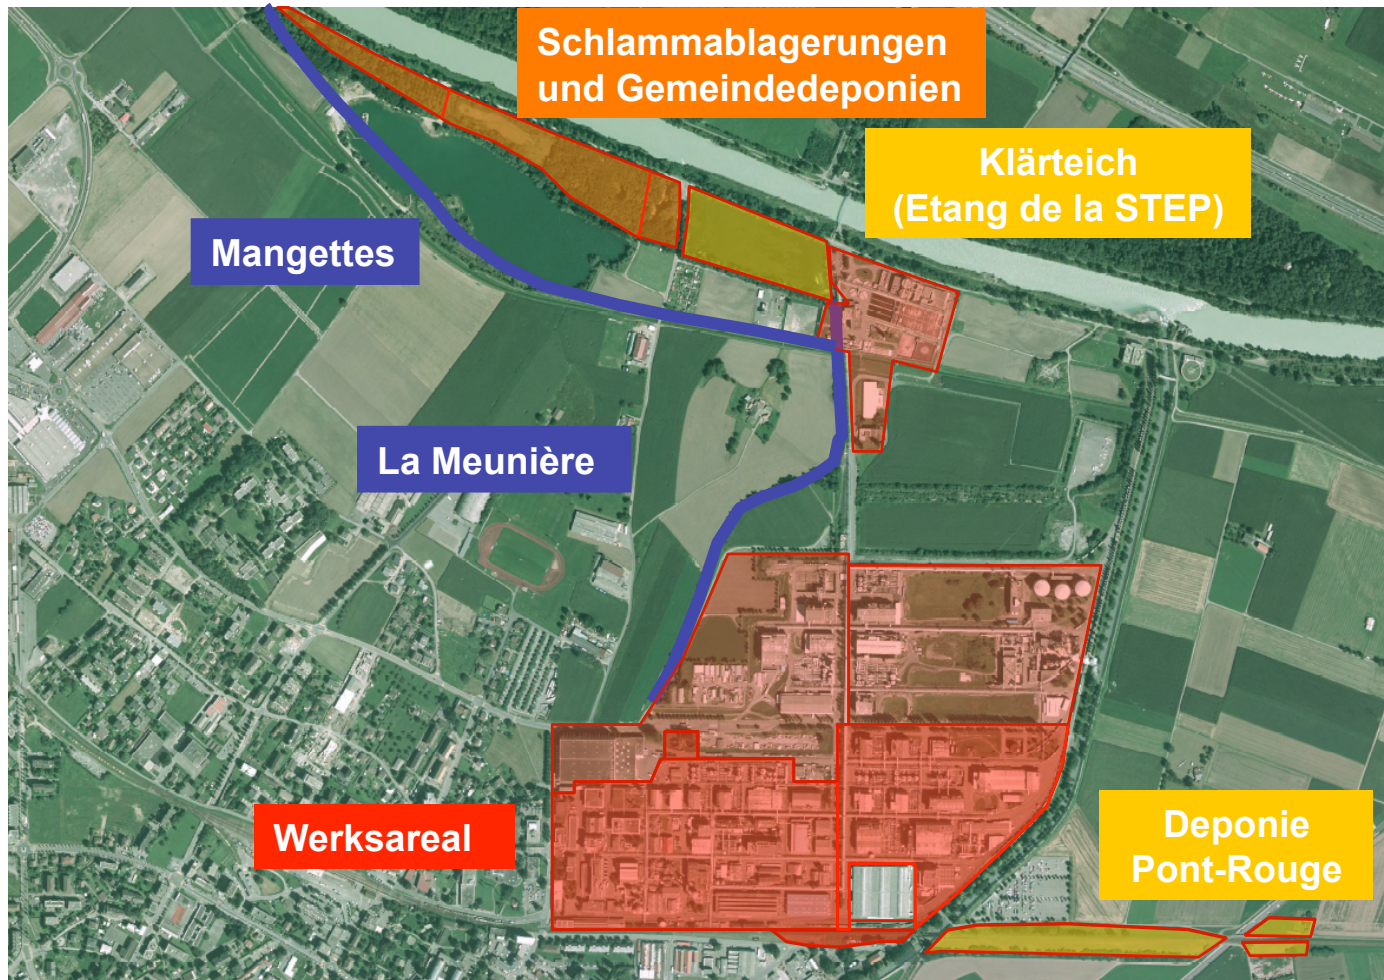 Schlammablagerungen
und Gemeindedeponien
Klärteich
(Etang de la STEP)
Mangettes
La Meunière
Werksareal
Deponie
Pont-Rouge